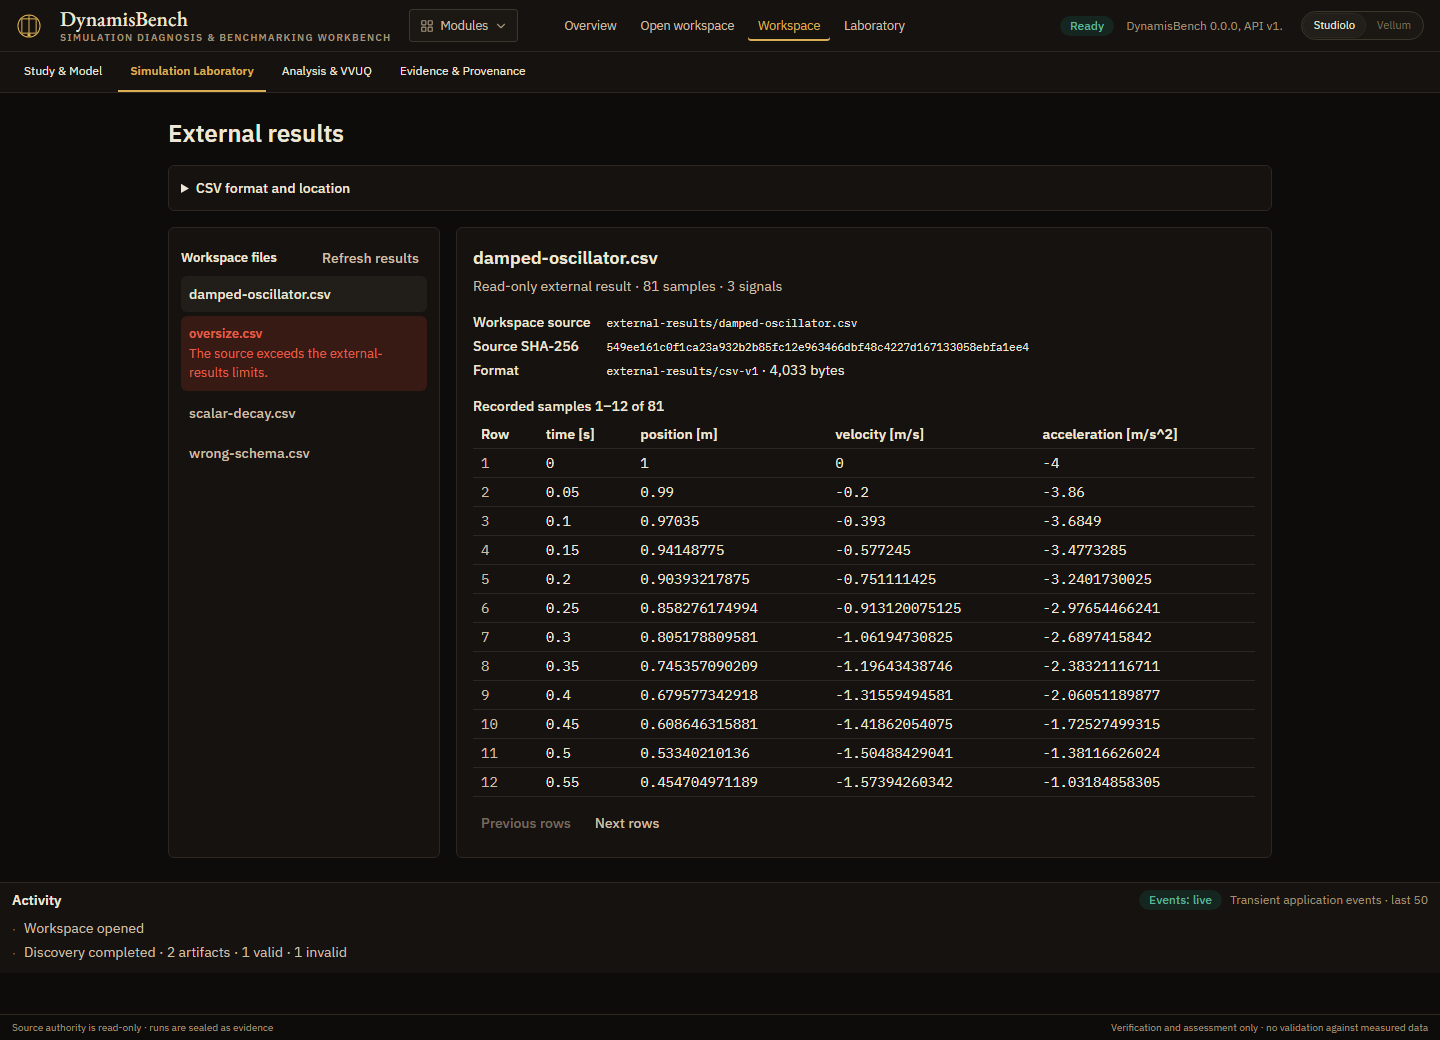 DynamisBench
SIMULATION DIAGNOSIS & BENCHMARKING WORKBENCH
Modules
Overview Open workspace Workspace Laboratory
Ready DynamisBench 0.0.0, API v1. Studiolo Vellum
Study & Model Simulation Laboratory Analysis & VVUQ Evidence & Provenance
External results
CSV format and location
Workspace files Refresh results
damped-oscillator.csv
oversize.csv
The source exceeds the external-
results limits.
scalar-decay.csv
wrong-schema.csv
damped-oscillator.csv
Read-only external result · 81 samples · 3 signals
Workspace source external-results/damped-oscillator.csv
Source SHA-256 549ee161c0f1ca23a932b2b85fc12e963466dbf48c4227d167133058ebfa1ee4
Format external-results/csv-v1 · 4,033 bytes
Recorded samples 1–12 of 81
Row time [s] position [m] velocity [m/s] acceleration [m/s^2]
1 0 1 0 -4
2 0.05 0.99 -0.2 -3.86
3 0.1 0.97035 -0.393 -3.6849
4 0.15 0.94148775 -0.577245 -3.4773285
5 0.2 0.90393217875 -0.751111425 -3.2401730025
6 0.25 0.858276174994 -0.913120075125 -2.97654466241
7 0.3 0.805178809581 -1.06194730825 -2.6897415842
8 0.35 0.745357090209 -1.19643438746 -2.38321116711
9 0.4 0.679577342918 -1.31559494581 -2.06051189877
10 0.45 0.608646315881 -1.41862054075 -1.72527499315
11 0.5 0.53340210136 -1.50488429041 -1.38116626024
12 0.55 0.454704971189 -1.57394260342 -1.03184858305
Previous rows Next rows
Activity
Events: live Transient application events · last 50
· Workspace opened
· Discovery completed · 2 artifacts · 1 valid · 1 invalid
Source authority is read-only · runs are sealed as evidence
Verification and assessment only · no validation against measured data